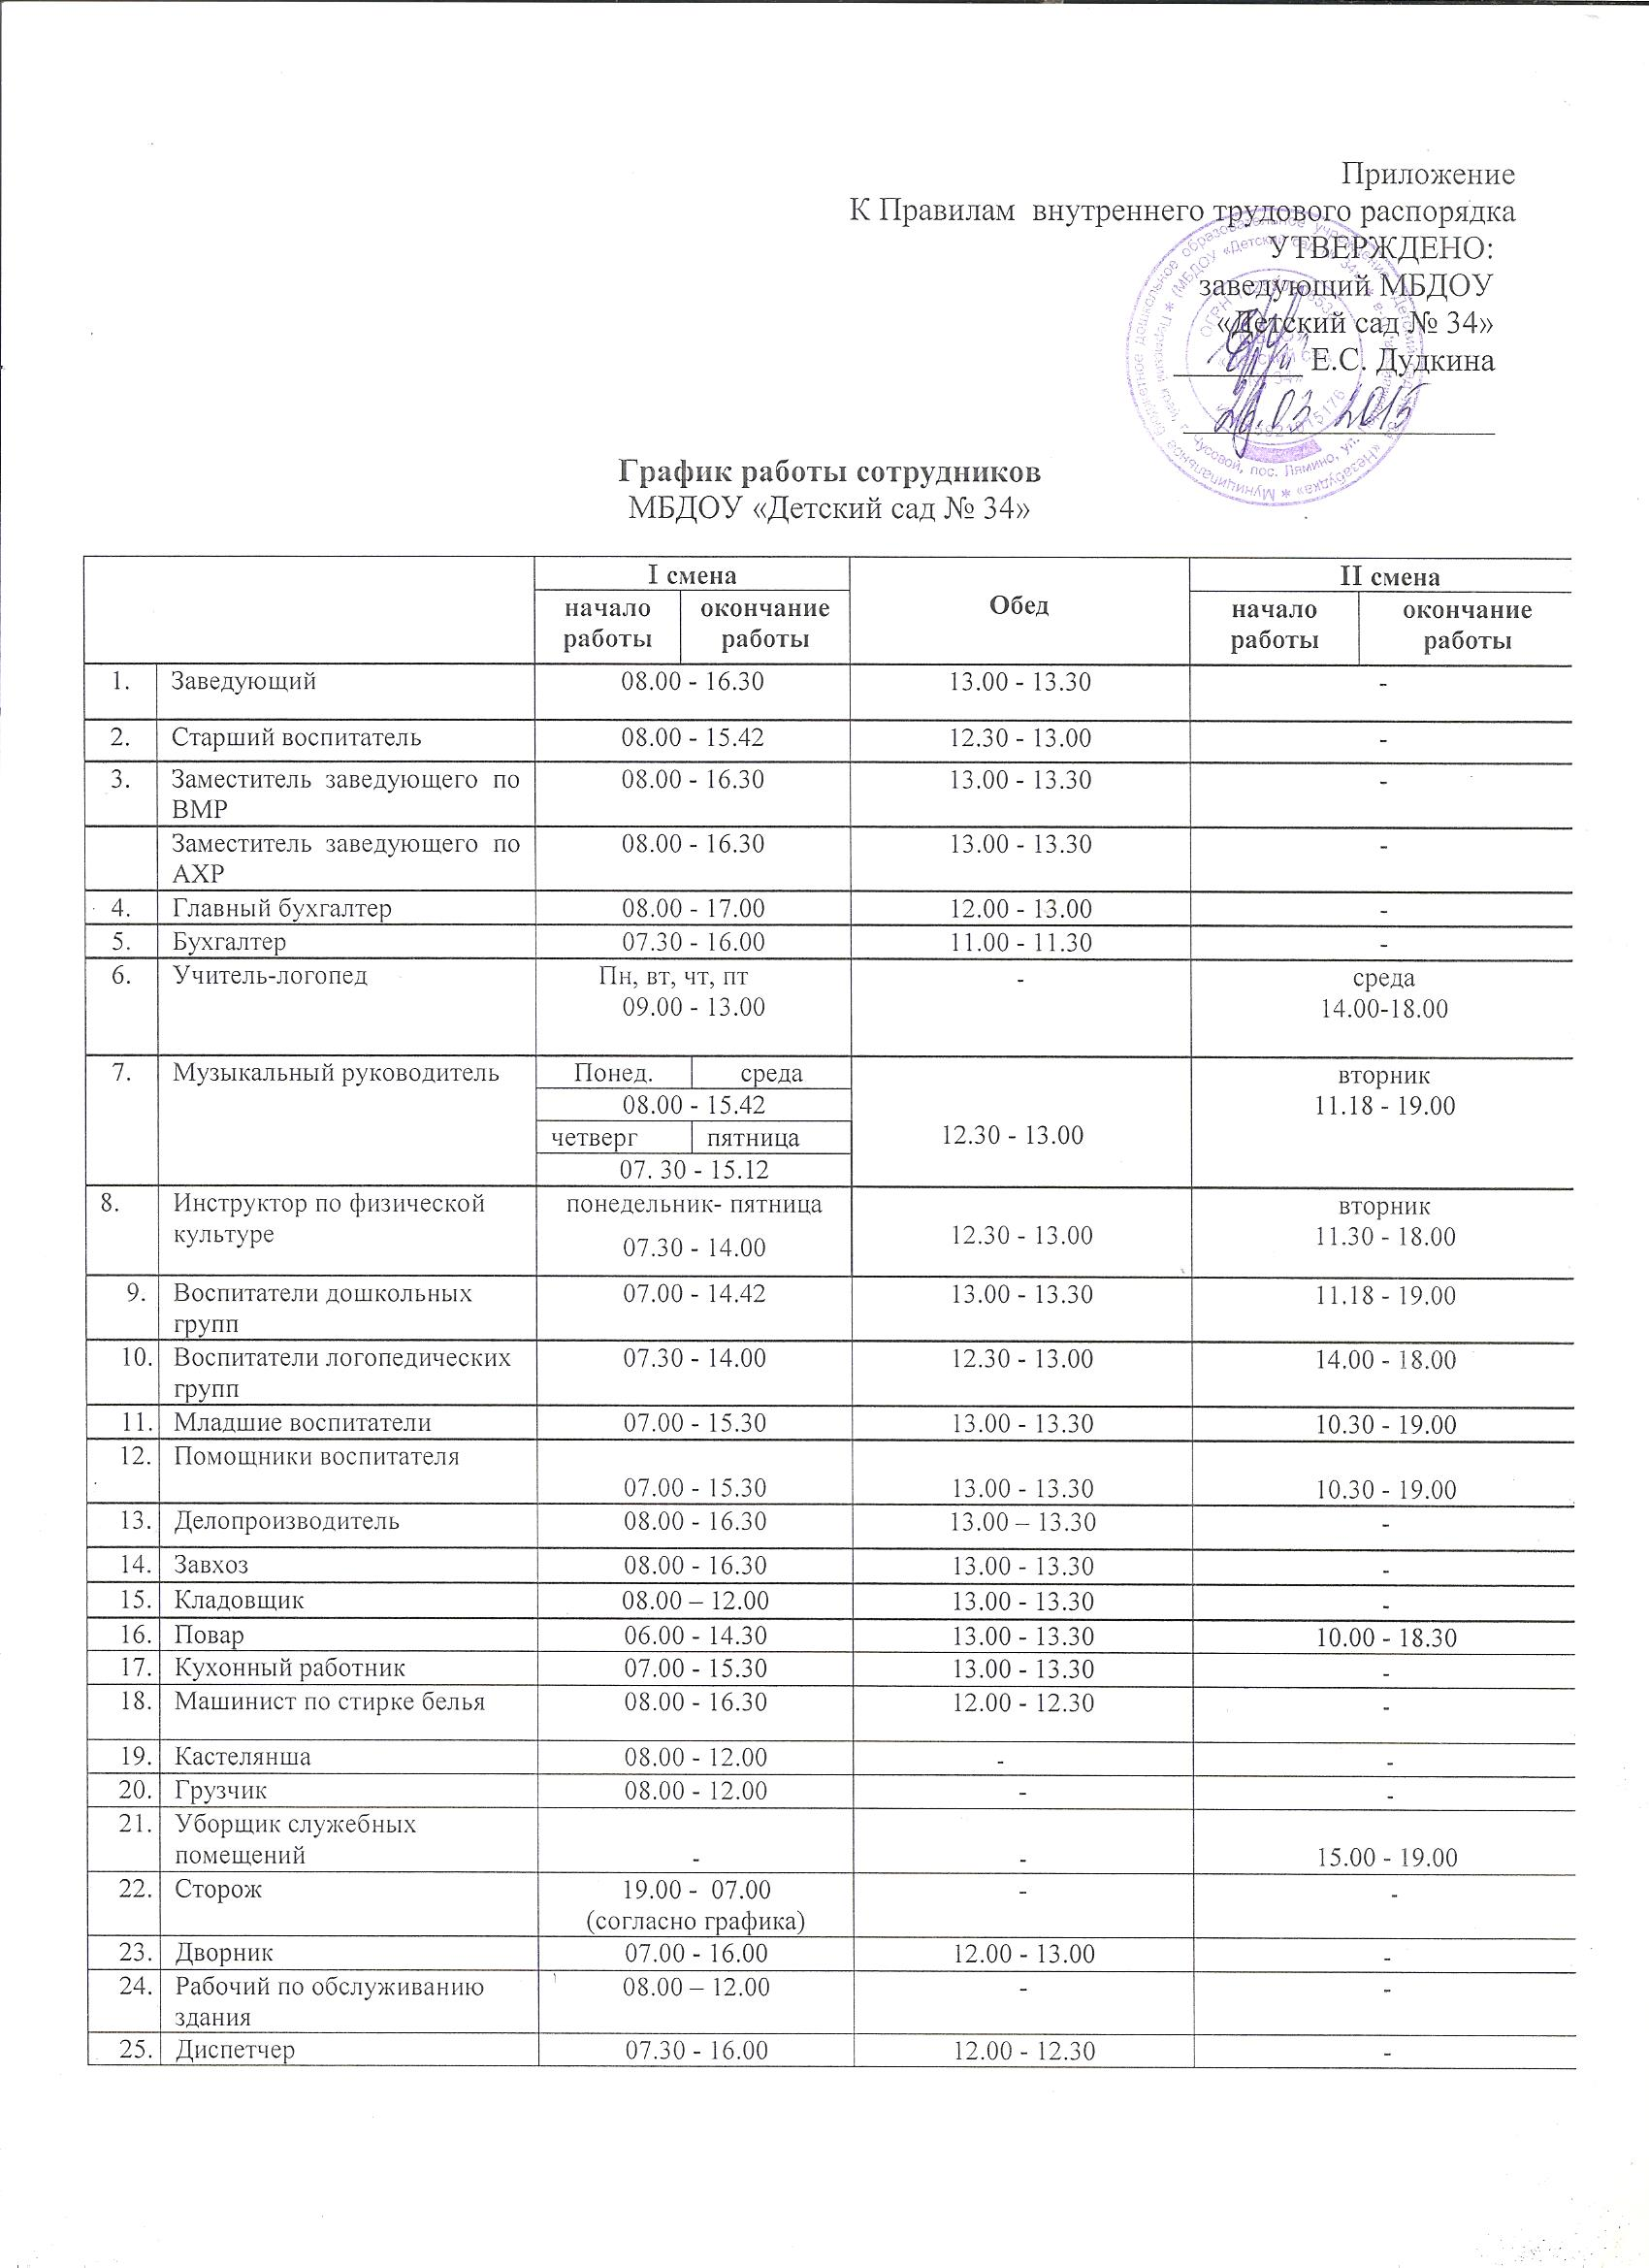 Приложение
К Правилам внутреннего трудового распорядка
УТВЕРЖДЕНО:
заведующий МБДОУ
«Детский сад № 34»
Е.С. Дудкина
26.03 2015
График работы сотрудников
МБДОУ «Детский сад № 34»
I смена Обед II смена
начало работы окончание работы начало работы окончание работы
1. Заведующий 08.00 - 16.30 13.00 - 13.30 -
2. Старший воспитатель 08.00 - 15.42 12.30 - 13.00 -
3. Заместитель заведующего по 08.00 - 16.30 13.00 - 13.30 -
ВМР
Заместитель заведующего по 08.00 - 16.30 13.00 - 13.30 -
АХР
4. Главный бухгалтер 08.00 - 17.00 12.00 - 13.00 -
5. Бухгалтер 07.30 - 16.00 11.00 - 11.30 -
6. Учитель-логопед Пн, вт, чт, пт - среда
09.00 - 13.00 14.00-18.00
7. Музыкальный руководитель Понед. среда вторник
08.00 - 15.42 11.18 - 19.00
четверг пятница 12.30 - 13.00
07. 30 - 15.12
8. Инструктор по физической понедельник- пятница вторник
культуре 07.30 - 14.00 12.30 - 13.00 11.30 - 18.00
9. Воспитатели дошкольных 07.00 - 14.42 13.00 - 13.30 11.18 - 19.00
групп
10. Воспитатели логопедических 07.30 - 14.00 12.30 - 13.00 14.00 - 18.00
групп
11. Младшие воспитатели 07.00 - 15.30 13.00 - 13.30 10.30 - 19.00
12. Помощники воспитателя
07.00 - 15.30 13.00 - 13.30 10.30 - 19.00
13. Делопроизводитель 08.00 - 16.30 13.00 – 13.30 -
14. Завхоз 08.00 - 16.30 13.00 - 13.30 -
15. Кладовщик 08.00 – 12.00 13.00 - 13.30 -
16. Повар 06.00 - 14.30 13.00 - 13.30 10.00 - 18.30
17. Кухонный работник 07.00 - 15.30 13.00 - 13.30 -
18. Машинист по стирке белья 08.00 - 16.30 12.00 - 12.30 -
19. Кастелянша 08.00 - 12.00 - -
20. Грузчик 08.00 - 12.00 - -
21. Уборщик служебных
помещений - - 15.00 - 19.00
22. Сторож 19.00 - 07.00 - -
(согласно графика)
23. Дворник 07.00 - 16.00 12.00 - 13.00 -
24. Рабочий по обслуживанию 08.00 – 12.00 - -
здания
25. Диспетчер 07.30 - 16.00 12.00 - 12.30 -